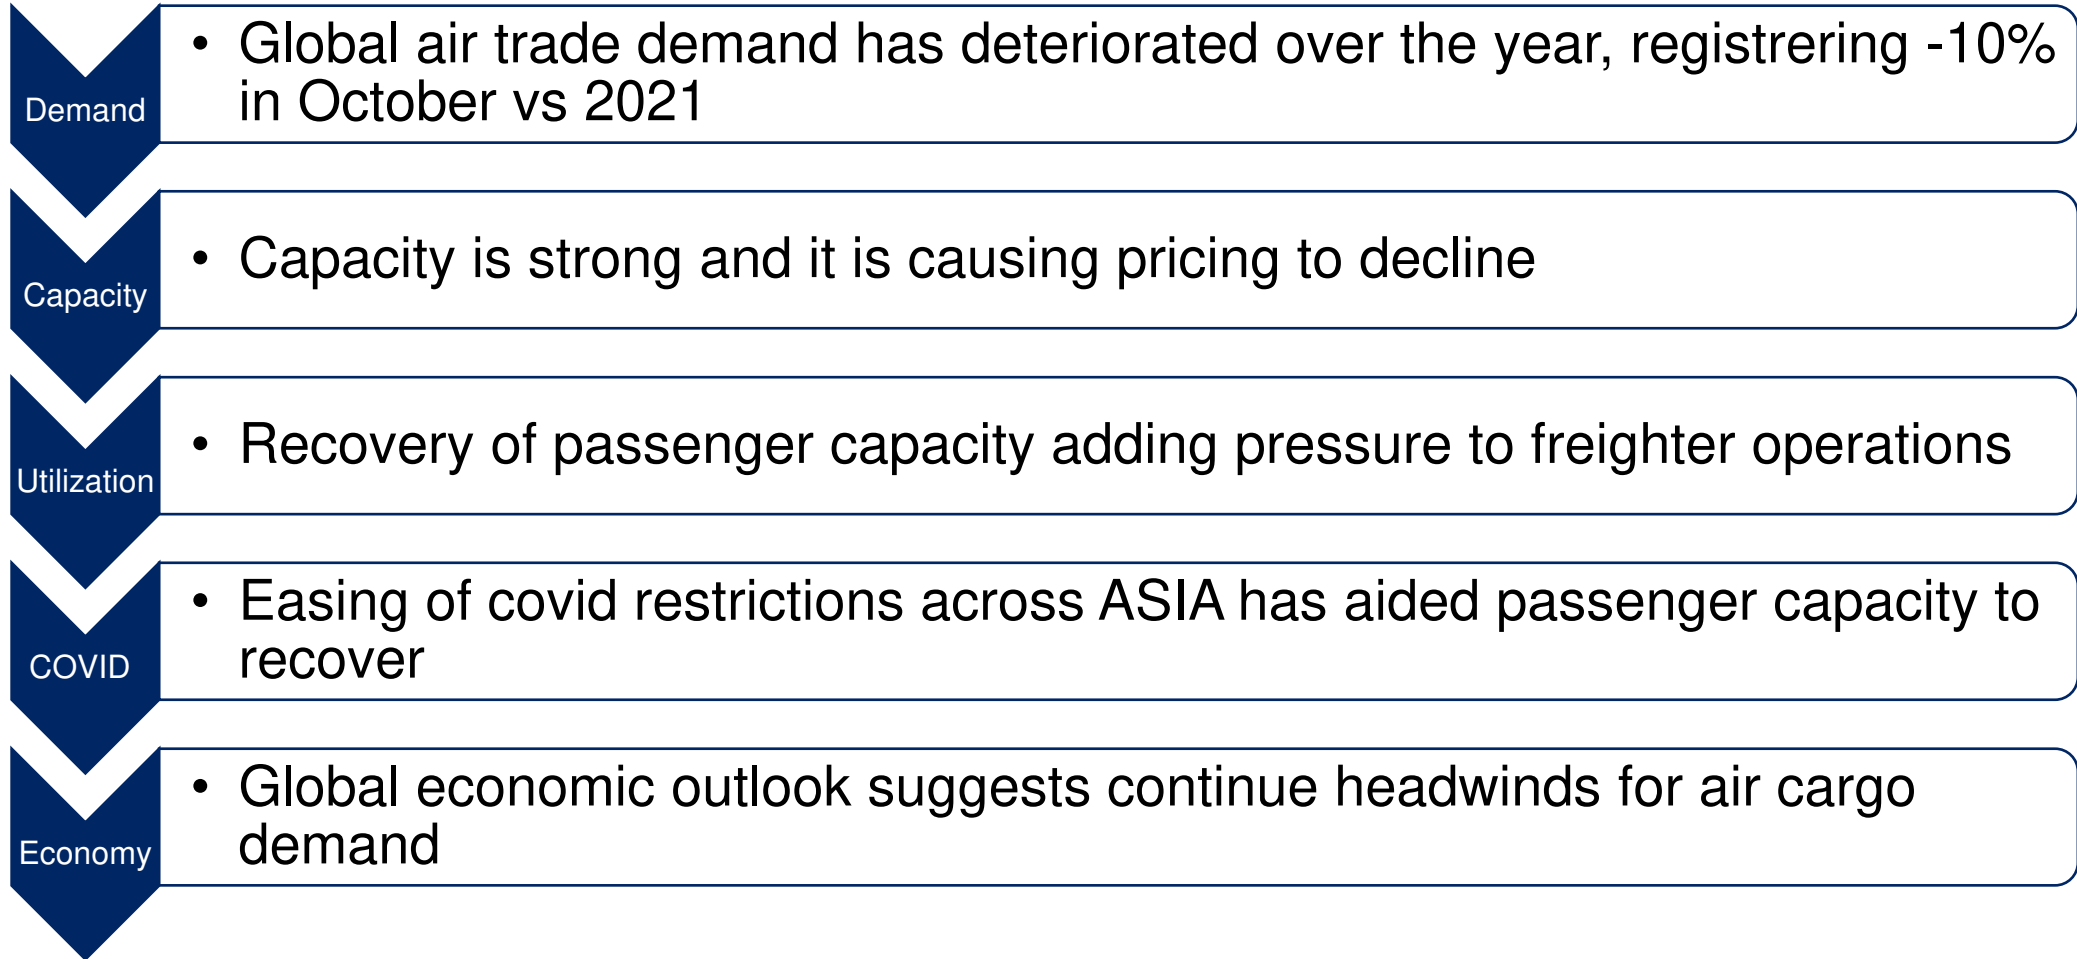 Demand
• Global air trade demand has deteriorated over the year, registrering -10%
in October vs 2021
Capacity
• Capacity is strong and it is causing pricing to decline
Utilization
• Recovery of passenger capacity adding pressure to freighter operations
COVID
• Easing of covid restrictions across ASIA has aided passenger capacity to
recover
Economy
• Global economic outlook suggests continue headwinds for air cargo
demand